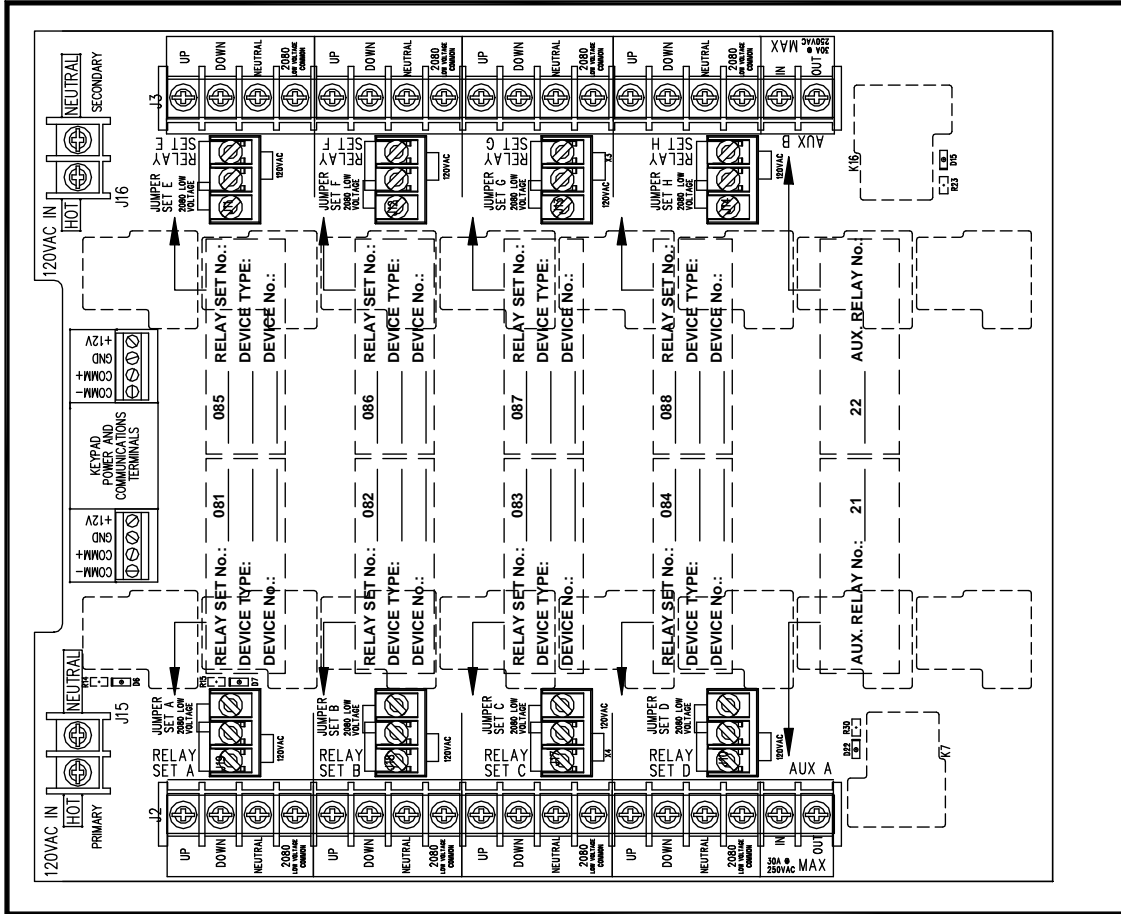 120VAC IN
HOT
NEUTRAL
SECONDARY
J16
J3
UP
DOWN
NEUTRAL
2080
LOW VOLTAGE
COMMON
UP
DOWN
NEUTRAL
2080
LOW VOLTAGE
COMMON
UP
DOWN
NEUTRAL
2080
LOW VOLTAGE
COMMON
UP
DOWN
NEUTRAL
2080
LOW VOLTAGE
COMMON
IN
OUT
30A @
250VAC
MAX
AUX B
RELAY
SET E
JUMPER
SET E
2080 LOW
VOLTAGE
J11
120VAC
RELAY
SET F
JUMPER
SET F
2080 LOW
VOLTAGE
120VAC
RELAY
SET G
JUMPER
SET G
2080 LOW
VOLTAGE
120VAC
X3
RELAY
SET H
JUMPER
SET H
2080 LOW
VOLTAGE
J14
120VAC
K16
D15
R23
+12V
GND
COMM+
COMM-
KEYPAD
POWER AND
COMMUNICATIONS
TERMINALS
+12V
GND
COMM+
COMM-
RELAY SET No.: 085
DEVICE TYPE:
DEVICE No.:
RELAY SET No.: 086
DEVICE TYPE:
DEVICE No.:
RELAY SET No.: 087
DEVICE TYPE:
DEVICE No.:
RELAY SET No.: 088
DEVICE TYPE:
DEVICE No.:
AUX. RELAY No.: 22
RELAY SET No.: 081
DEVICE TYPE:
DEVICE No.:
RELAY SET No.: 082
DEVICE TYPE:
DEVICE No.:
RELAY SET No.: 083
DEVICE TYPE:
DEVICE No.:
RELAY SET No.: 084
DEVICE TYPE:
DEVICE No.:
AUX. RELAY No.: 21
120VAC IN
HOT
NEUTRAL
PRIMARY
J15
R14
D6
R15
D7
JUMPER
SET A
2080 LOW
VOLTAGE
RELAY
SET A
120VAC
JUMPER
SET B
2080 LOW
VOLTAGE
RELAY
SET B
120VAC
JUMPER
SET C
2080 LOW
VOLTAGE
RELAY
SET C
120VAC
X4
JUMPER
SET D
2080 LOW
VOLTAGE
RELAY
SET D
120VAC
AUX A
R30
D22
K7
J2
UP
DOWN
NEUTRAL
2080
LOW VOLTAGE
COMMON
UP
DOWN
NEUTRAL
2080
LOW VOLTAGE
COMMON
UP
DOWN
NEUTRAL
2080
LOW VOLTAGE
COMMON
UP
DOWN
NEUTRAL
2080
LOW VOLTAGE
COMMON
IN
OUT
30A @
250VAC
MAX